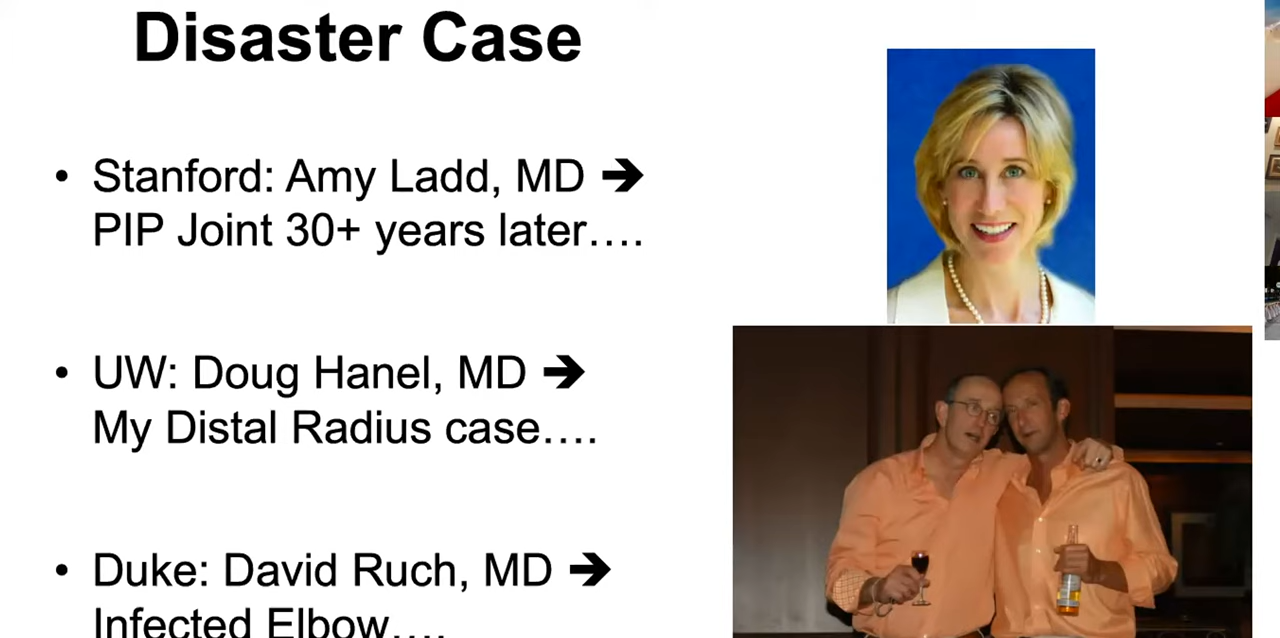 Disaster Case
• Stanford: Amy Ladd, MD ➔
PIP Joint 30+ years later….
• UW: Doug Hanel, MD ➔
My Distal Radius case….
• Duke: David Ruch, MD ➔
Infected Elbow….